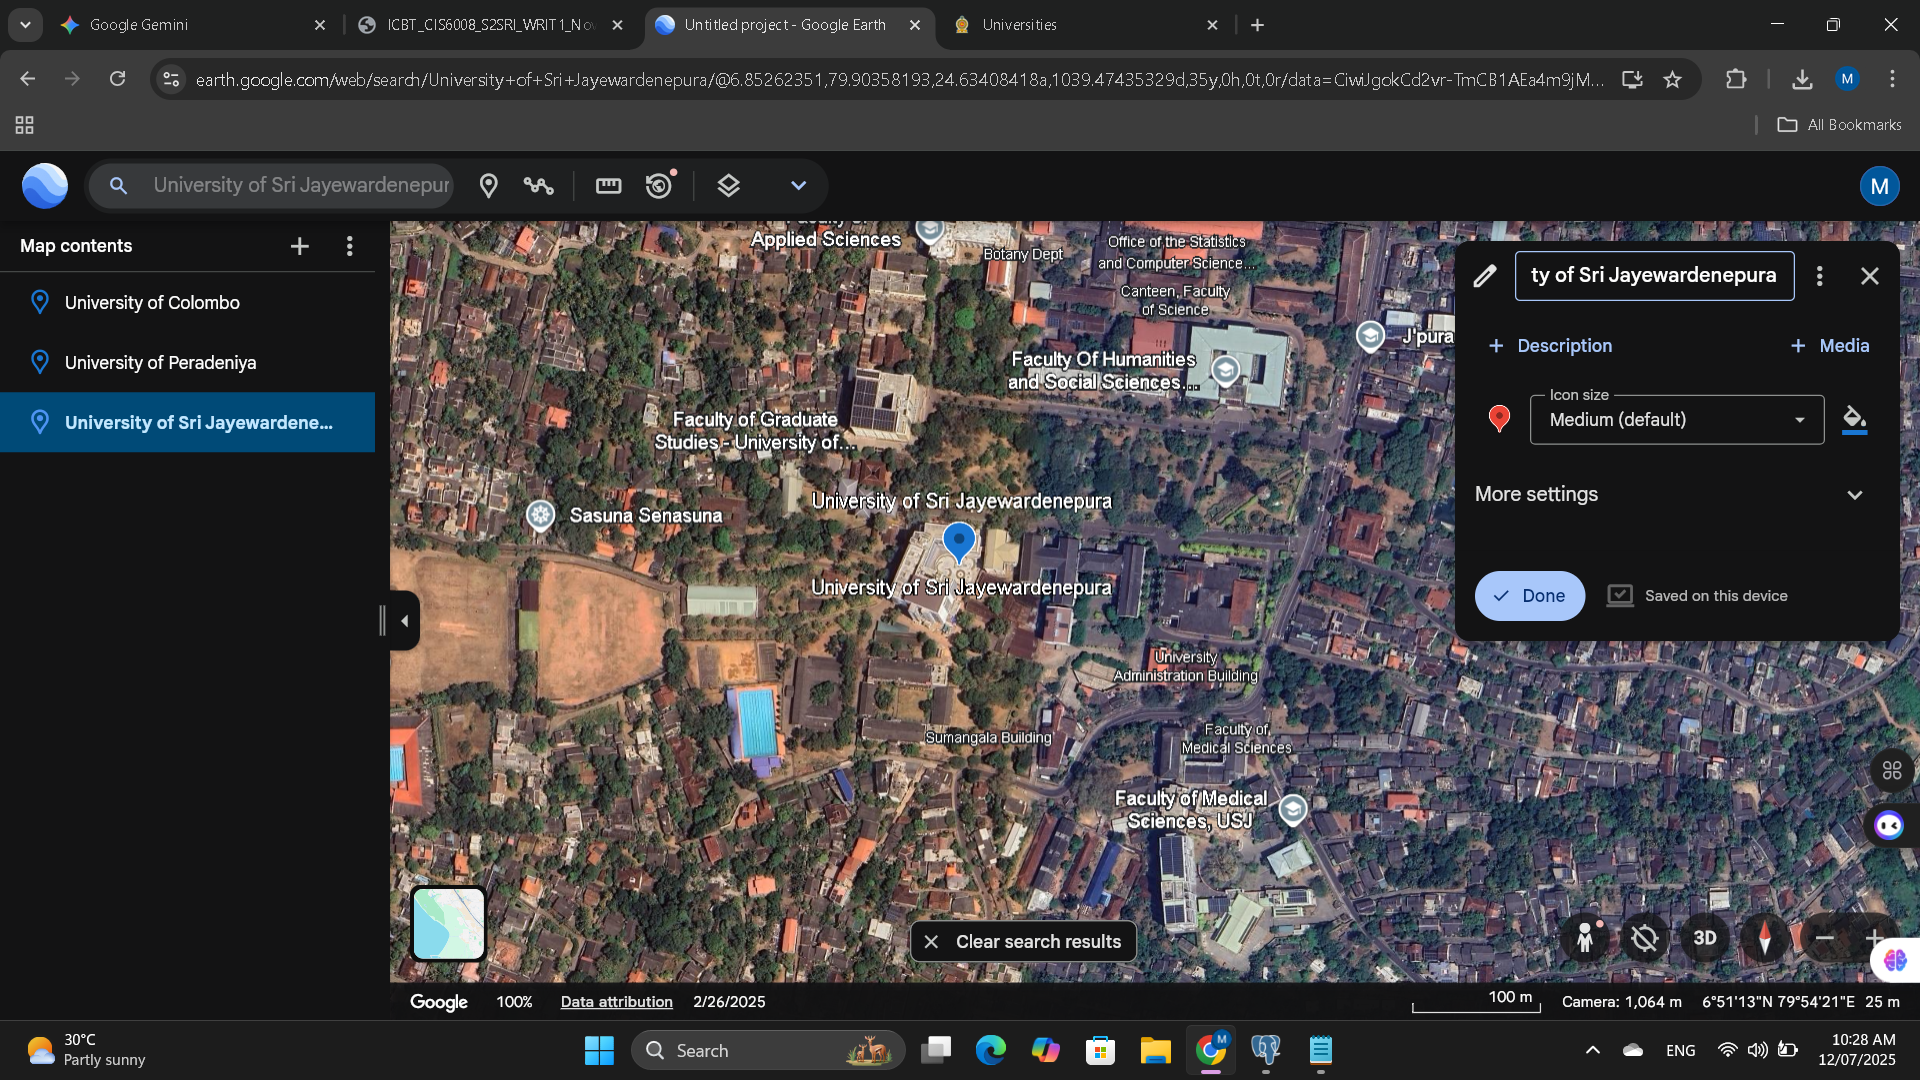 Google Gemini
ICBT_CIS6008_S2SRI_WRIT1_No
Untitled project - Google Earth
Universities
earth.google.com/web/search/University+of+Sri+Jayewardenepura/@6.85262351,79.90358193,24.63408418a,1039.47435329d,35y,0h,0t,0r/data=CiwiJgokCd2vr-TmCB1AEa4m9jM...
M
All Bookmarks
University of Sri Jayewardenepur
M
Map contents
University of Colombo
University of Peradeniya
University of Sri Jayewardene...
Applied Sciences
Botany Dept
Office of the Statistics
and Computer Science...
Canteen, Faculty
of Science
J'pura
Faculty Of Humanities
and Social Sciences...
Faculty of Graduate
Studies - University of...
University of Sri Jayewardenepura
Sasuna Senasuna
University of Sri Jayewardenepura
University
Administration Building
Sumangala Building
Faculty of
Medical Sciences
Faculty of Medical
Sciences, USJ
ty of Sri Jayewardenepura
+ Description
+ Media
Icon size
Medium (default)
More settings
Done
Saved on this device
Clear search results
3D
Google
100%
Data attribution
2/26/2025
100 m
Camera: 1,064 m
6°51'13"N 79°54'21"E
25 m
30°C
Partly sunny
Search
M
ENG
10:28 AM
12/07/2025